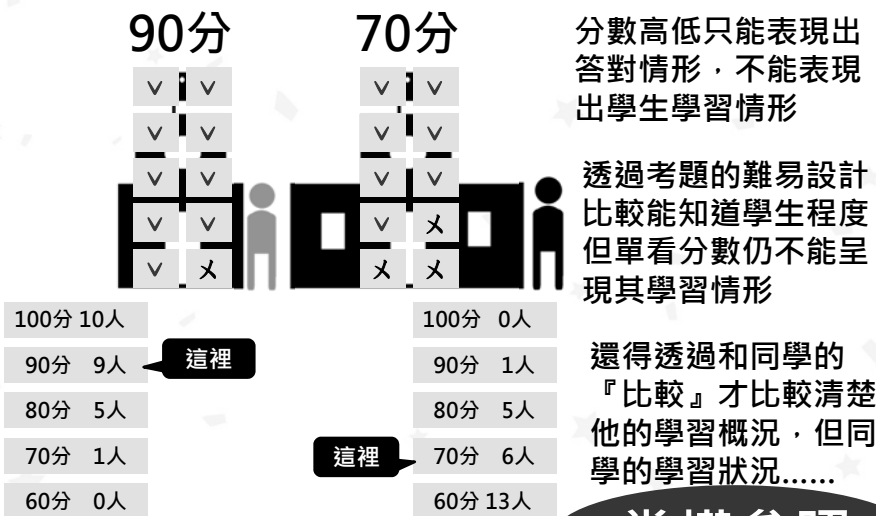 90分
70分
∨ ∨
∨ ∨
∨ ∨
∨ ∨
∨ ㄨ
∨ ∨
∨ ∨
∨ ∨
∨ ㄨ
ㄨ ㄨ
100分 10人
90分 9人
這裡
80分 5人
70分 1人
60分 0人
100分 0人
90分 1人
80分 5人
這裡
70分 6人
60分 13人
分數高低只能表現出
答對情形，不能表現
出學生學習情形
透過考題的難易設計
比較能知道學生程度
但單看分數仍不能呈
現其學習情形
還得透過和同學的
『比較』才比較清楚
他的學習概況，但同
學的學習狀況......